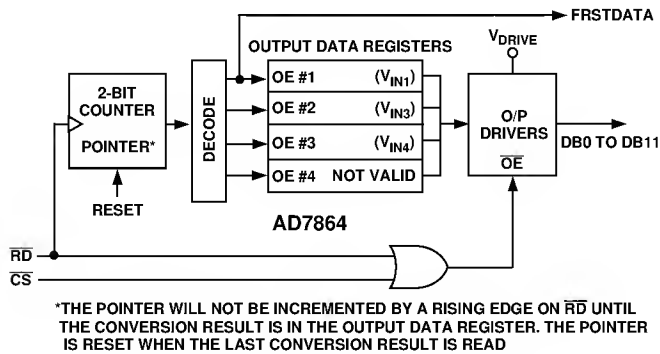 FRSTDATA
OUTPUT DATA REGISTERS
VDRIVE
2-BIT
COUNTER
POINTER*
RESET
DECODE
OE #1 (VIN1)
OE #2 (VIN3)
OE #3 (VIN4)
OE #4 NOT VALID
O/P
DRIVERS
OE
DB0 TO DB11
AD7864
RD
CS
*THE POINTER WILL NOT BE INCREMENTED BY A RISING EDGE ON RD UNTIL
THE CONVERSION RESULT IS IN THE OUTPUT DATA REGISTER. THE POINTER
IS RESET WHEN THE LAST CONVERSION RESULT IS READ